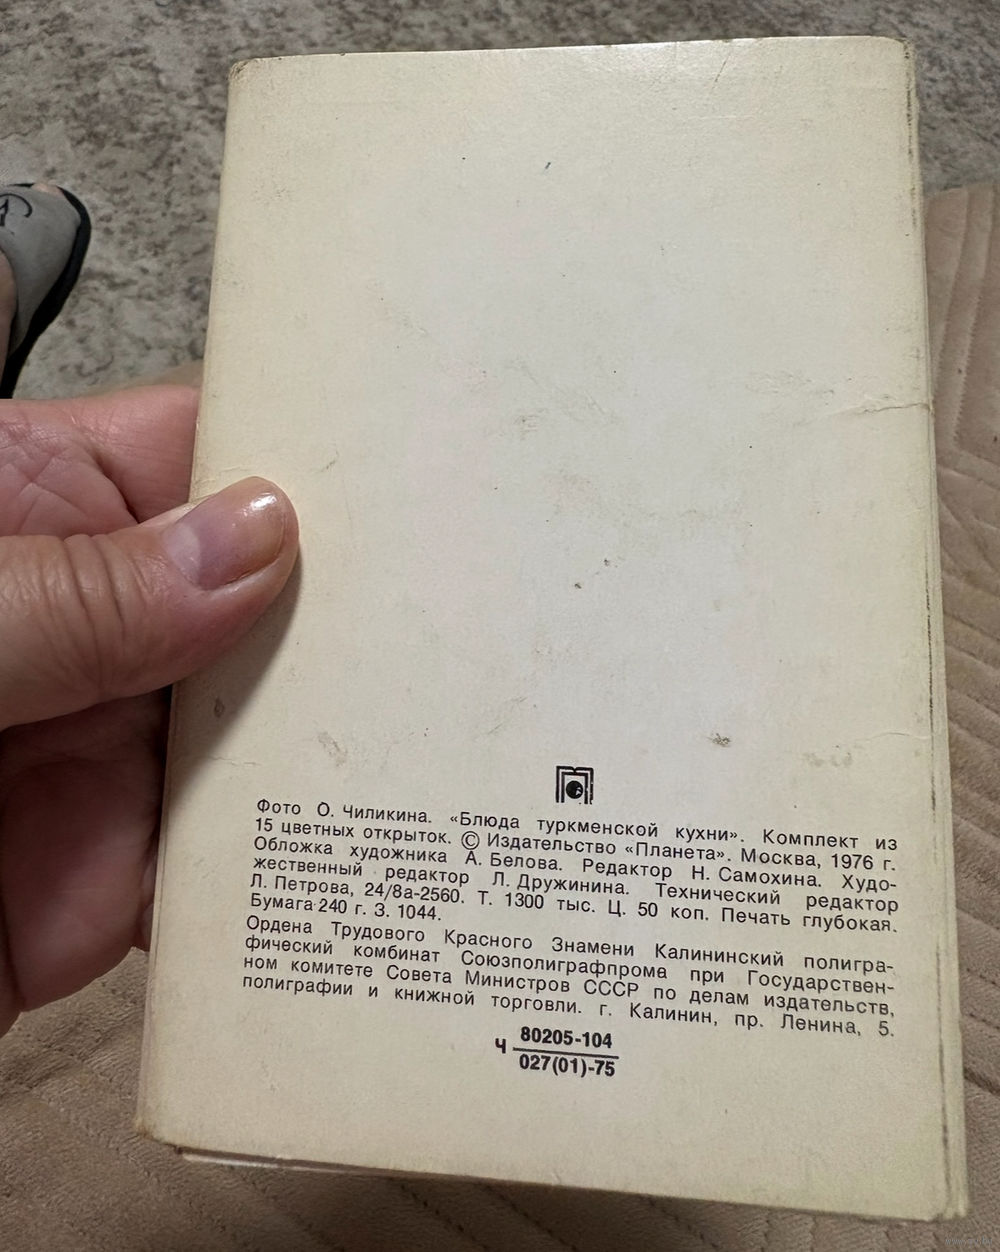 Фото О. Чиликина. «Блюда туркменской кухни». Комплект из
15 цветных открыток. © Издательство «Планета». Москва, 1976 г.
Обложка художника А. Белова. Редактор Н. Самохина. Худо-
жественный редактор Л. Дружинина. Технический редактор
Л. Петрова, 24/8а-2560. Т. 1300 тыс. Ц. 50 коп. Печать глубокая.
Бумага 240 г. З. 1044.
Ордена Трудового Красного Знамени Калининский полигра-
фический комбинат Союзполиграфпрома при Государствен-
ном комитете Совета Министров СССР по делам издательств,
полиграфии и книжной торговли. г. Калинин, пр. Ленина, 5.
80205-104
Ч
027(01)-75